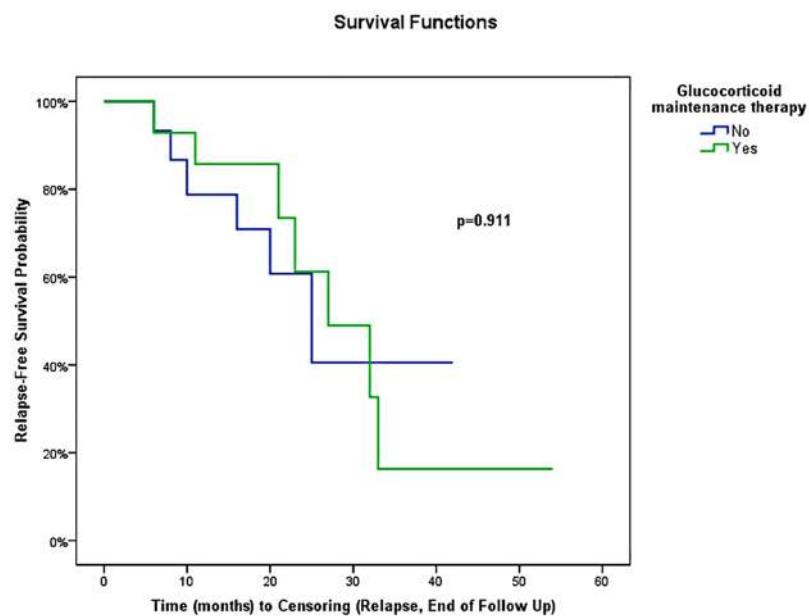 Survival Functions
Glucocorticoid
maintenance therapy
No
Yes
100%
80%
60%
40%
20%
0%
p=0.911
Relapse-Free Survival Probability
0 10 20 30 40 50 60
Time (months) to Censoring (Relapse, End of Follow Up)